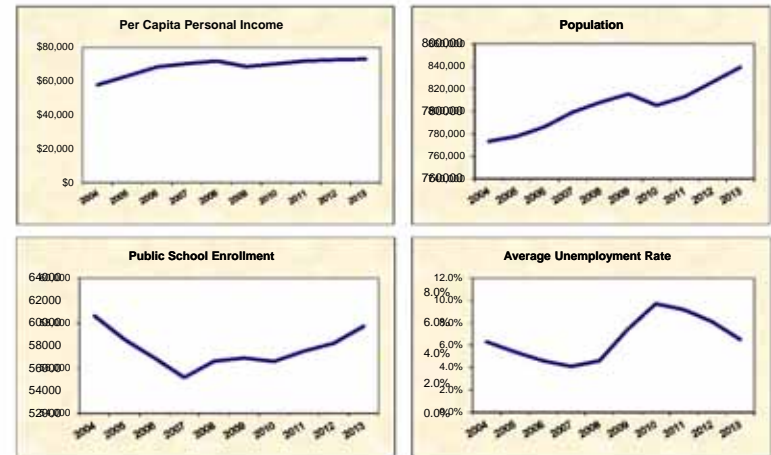 Per Capita Personal Income
$80,000
$60,000
$40,000
$20,000
$0
2004 2005 2006 2007 2008 2009 2010 2011 2012 2013
Population
840,000
820,000
780,000
760,000
2004 2005 2006 2007 2008 2009 2010 2011 2012 2013
Public School Enrollment
62000
58000
54000
2004 2005 2006 2007 2008 2009 2010 2011 2012 2013
Average Unemployment Rate
12.0%
8.0%
10.0%
8.0%
6.0%
4.0%
2.0%
0.0%
2004 2005 2006 2007 2008 2009 2010 2011 2012 2013